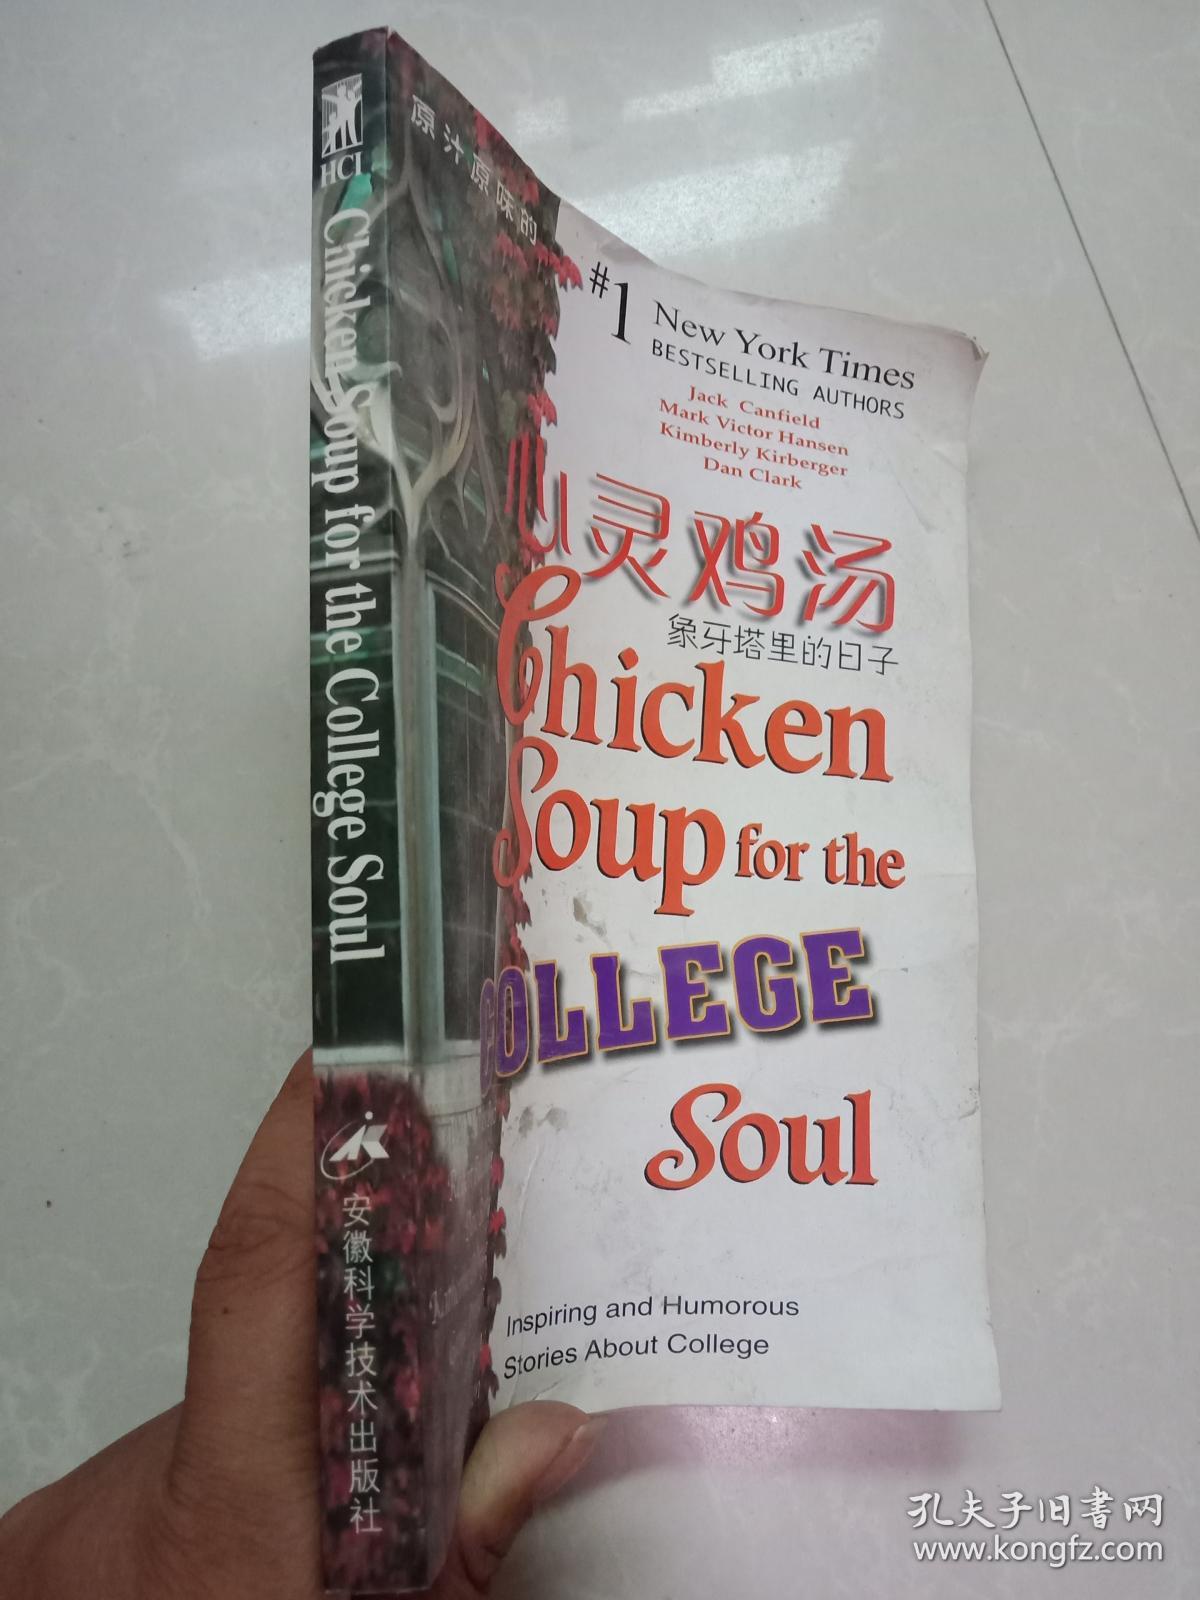 HCI
Chicken Soup for the College Soul
安徽科学技术出版社
原汁原味的
#1 New York Times
BESTSELLING AUTHORS
Jack Canfield
Mark Victor Hansen
Kimberly Kirberger
Dan Clark
心灵鸡汤
象牙塔里的日子
Chicken
Soup for the
COLLEGE
Soul
Inspiring and Humorous
Stories About College
孔夫子旧书网
www.kongfz.com